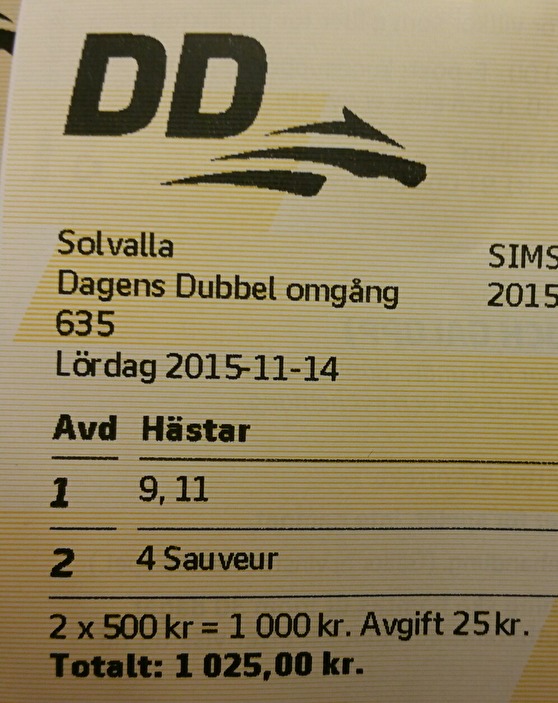 DD
Solvalla
Dagens Dubbel omgång
635
Lördag 2015-11-14
SIMS
2015
Avd Hästar
1 9, 11
2 4 Sauveur
2 x 500 kr = 1 000 kr. Avgift 25 kr.
Totalt: 1 025,00 kr.